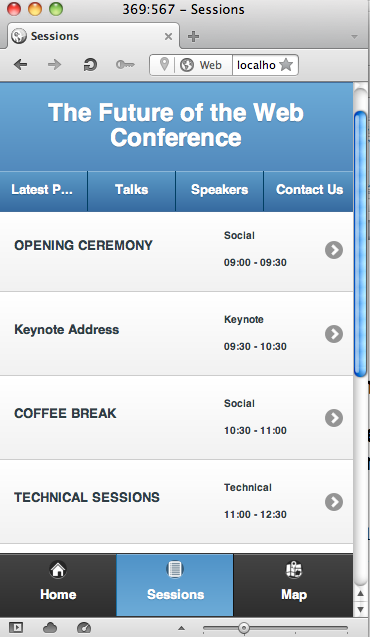 369:567 – Sessions
Sessions
Web
localho
The Future of the Web
Conference
Latest P...
Talks
Speakers
Contact Us
OPENING CEREMONY
Social
09:00 - 09:30
Keynote Address
Keynote
09:30 - 10:30
COFFEE BREAK
Social
10:30 - 11:00
TECHNICAL SESSIONS
Technical
11:00 - 12:30
Home
Sessions
Map